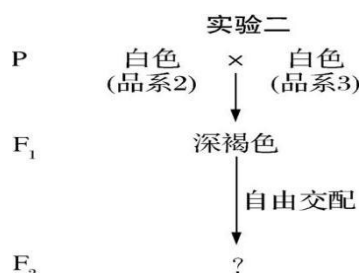 实验二
P 白色 × 白色
(品系2) (品系3)
F₁ 深褐色
自由交配
F₂ ?